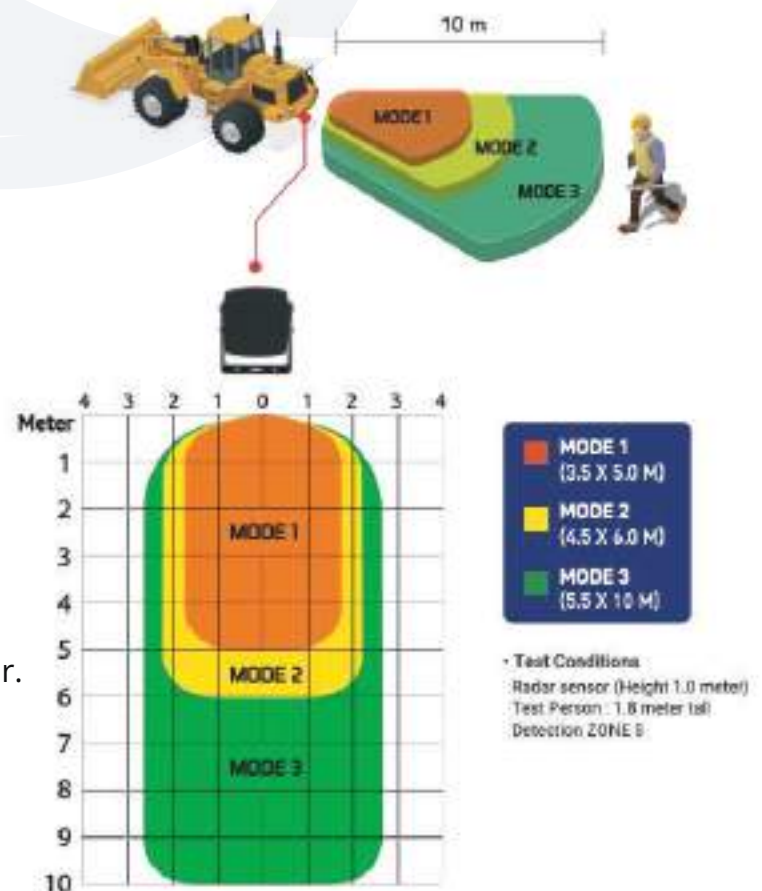 10 m
MODE 1
MODE 2
MODE 3
4 3 2 1 0 1 2 3 4
Meter
1
2
3
4
5
6
7
8
9
10
MODE 1
MODE 2
MODE 3
r.
MODE 1
(3.5 X 5.0 M)
MODE 2
(4.5 X 6.0 M)
MODE 3
(5.5 X 10 M)
• Test Conditions
Radar sensor (Height 1.0 meter)
Test Person : 1.8 meter tall
Detection ZONE